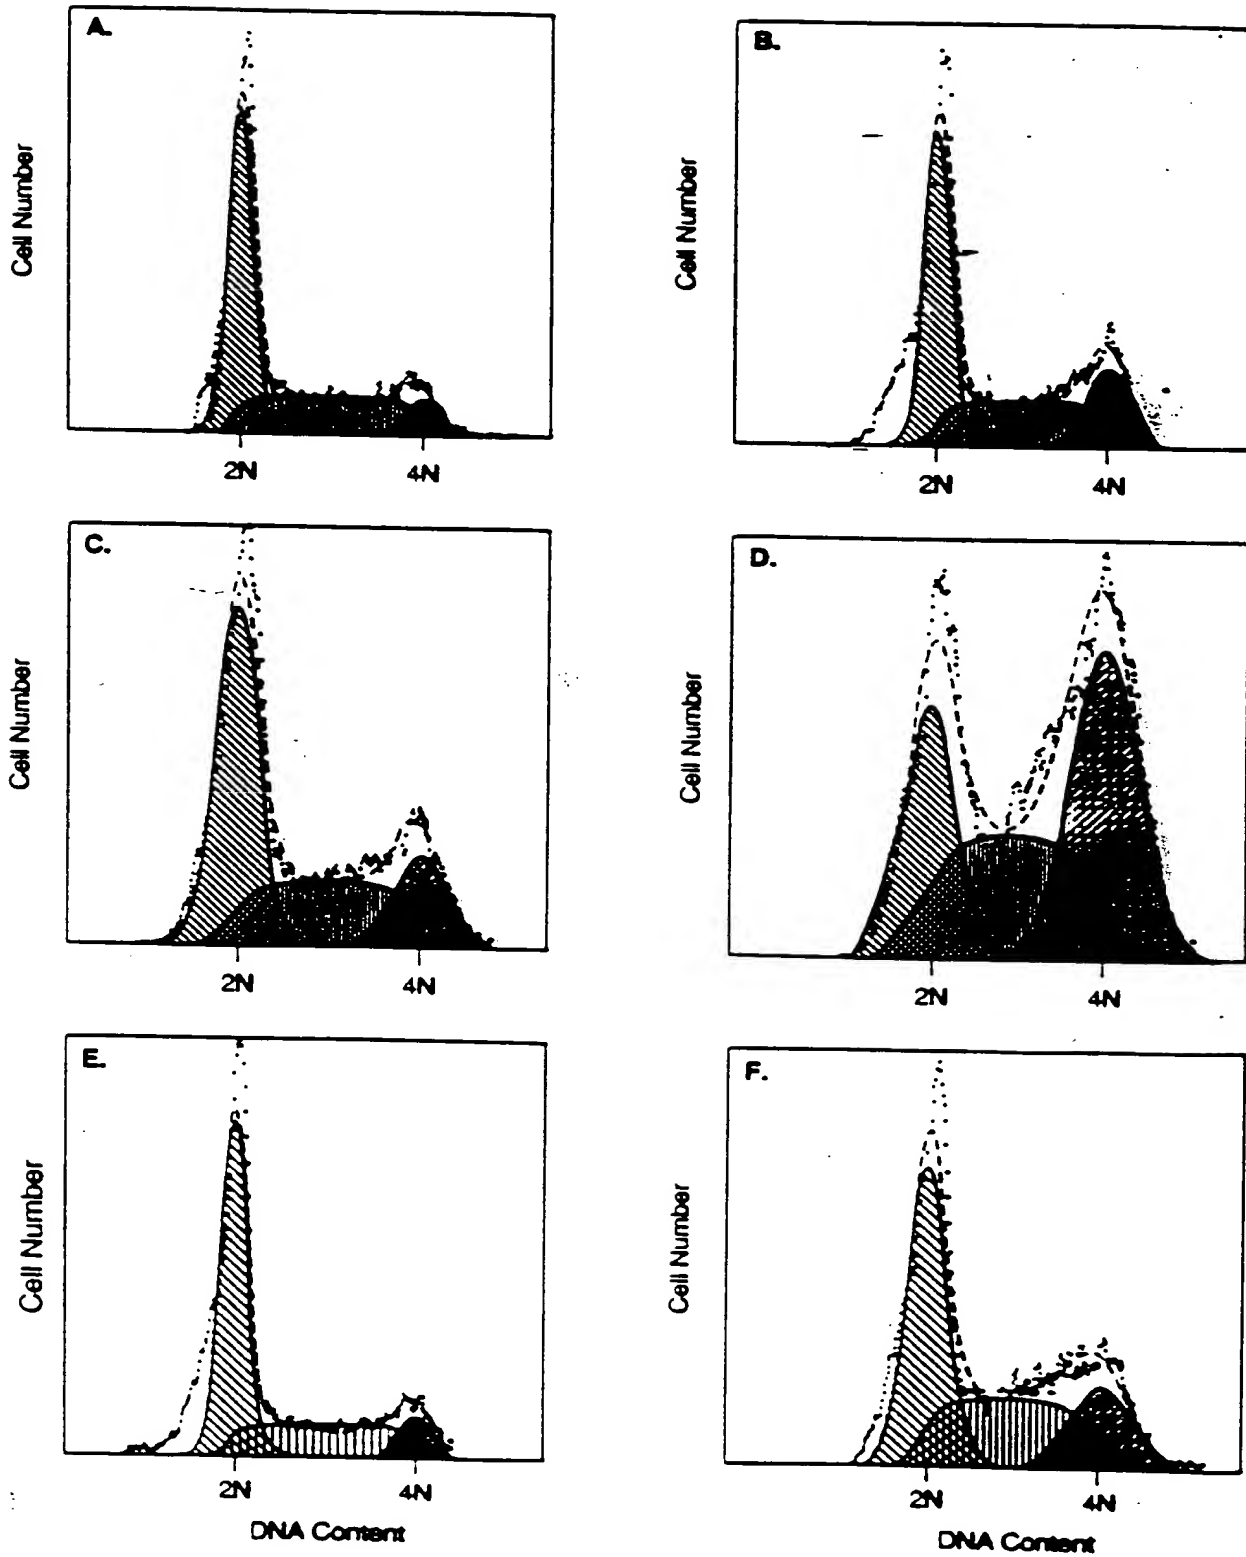 A.
Cell Number
2N 4N
B.
Cell Number
2N 4N
C.
Cell Number
2N 4N
D.
Cell Number
2N 4N
E.
Cell Number
2N 4N
DNA Content
F.
Cell Number
2N 4N
DNA Content